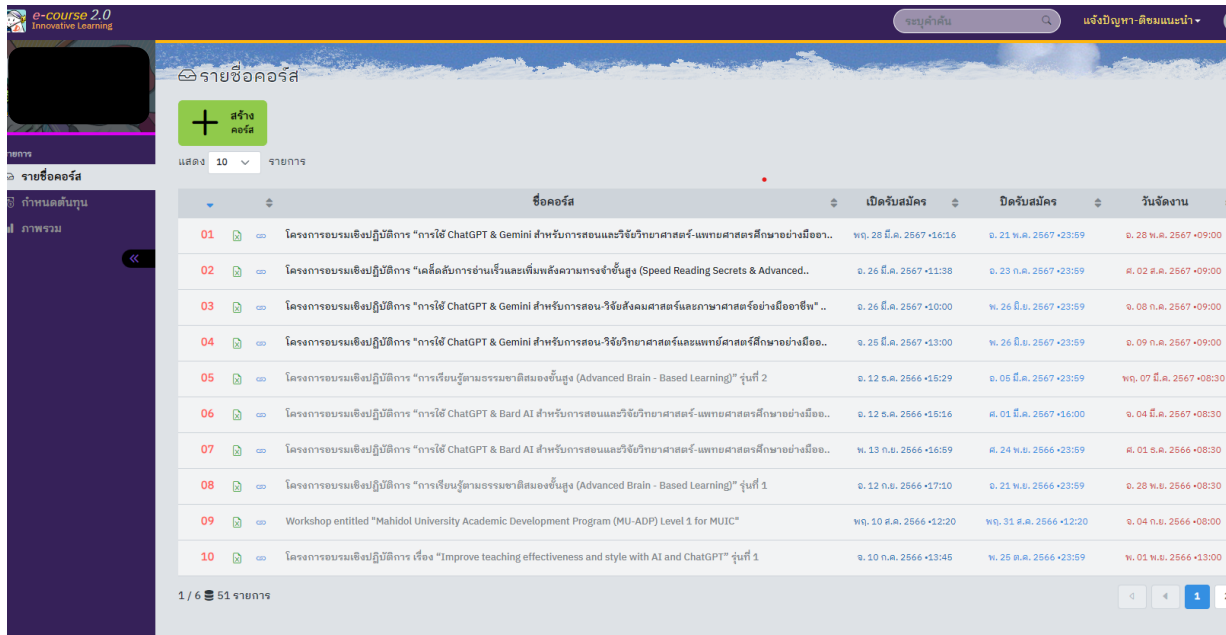 e-course 2.0
Innovative Learning
ระบุคำค้น
แจ้งปัญหา-ติชมแนะนำ
รายชื่อคอร์ส
สร้าง
คอร์ส
แสดง 10 รายการ
รายการ
รายชื่อคอร์ส
กำหนดต้นทุน
ภาพรวม
ชื่อคอร์ส เปิดรับสมัคร ปิดรับสมัคร วันจัดงาน
01 โครงการอบรมเชิงปฏิบัติการ “การใช้ ChatGPT & Gemini สำหรับการสอนและวิจัยวิทยาศาสตร์-แพทยศาสตรศึกษาอย่างมืออา.. พฤ. 28 มี.ค. 2567 •16:16 อ. 21 พ.ค. 2567 •23:59 อ. 28 พ.ค. 2567 •09:00
02 โครงการอบรมเชิงปฏิบัติการ “เคล็ดลับการอ่านเร็วและเพิ่มพลังความทรงจำขั้นสูง (Speed Reading Secrets & Advanced.. อ. 26 มี.ค. 2567 •11:38 อ. 23 ก.ค. 2567 •23:59 ศ. 02 ส.ค. 2567 •09:00
03 โครงการอบรมเชิงปฏิบัติการ “การใช้ ChatGPT & Gemini สำหรับการสอน-วิจัยสังคมศาสตร์และภาษาศาสตร์อย่างมืออาชีพ" .. อ. 26 มี.ค. 2567 •10:00 พ. 26 มิ.ย. 2567 •23:59 จ. 08 ก.ค. 2567 •09:00
04 โครงการอบรมเชิงปฏิบัติการ “การใช้ ChatGPT & Gemini สำหรับการสอน-วิจัยวิทยาศาสตร์และแพทย์ศาสตร์ศึกษาอย่างมืออ.. จ. 25 มี.ค. 2567 •13:00 พ. 26 มิ.ย. 2567 •23:59 อ. 09 ก.ค. 2567 •09:00
05 โครงการอบรมเชิงปฏิบัติการ “การเรียนรู้ตามธรรมชาติสมองขั้นสูง (Advanced Brain - Based Learning)” รุ่นที่ 2 อ. 12 ธ.ค. 2566 •15:29 อ. 05 มี.ค. 2567 •23:59 พฤ. 07 มี.ค. 2567 •08:30
06 โครงการอบรมเชิงปฏิบัติการ “การใช้ ChatGPT & Bard AI สำหรับการสอนและวิจัยวิทยาศาสตร์-แพทยศาสตรศึกษาอย่างมืออ.. อ. 12 ธ.ค. 2566 •15:16 ศ. 01 มี.ค. 2567 •16:00 จ. 04 มี.ค. 2567 •08:30
07 โครงการอบรมเชิงปฏิบัติการ “การใช้ ChatGPT & Bard AI สำหรับการสอนและวิจัยวิทยาศาสตร์-แพทยศาสตรศึกษาอย่างมืออ.. พ. 13 ก.ย. 2566 •16:59 ศ. 24 พ.ย. 2566 •23:59 ศ. 01 ธ.ค. 2566 •08:30
08 โครงการอบรมเชิงปฏิบัติการ “การเรียนรู้ตามธรรมชาติสมองขั้นสูง (Advanced Brain - Based Learning)” รุ่นที่ 1 อ. 12 ก.ย. 2566 •17:10 อ. 21 พ.ย. 2566 •23:59 อ. 28 พ.ย. 2566 •08:30
09 Workshop entitled "Mahidol University Academic Development Program (MU-ADP) Level 1 for MUIC" พฤ. 10 ส.ค. 2566 •12:20 พฤ. 31 ส.ค. 2566 •12:20 จ. 04 ก.ย. 2566 •08:00
10 โครงการอบรมเชิงปฏิบัติการ เรื่อง “Improve teaching effectiveness and style with AI and ChatGPT” รุ่นที่ 1 จ. 10 ก.ค. 2566 •13:45 พ. 25 ต.ค. 2566 •23:59 พ. 01 พ.ย. 2566 •13:00
1 / 6 51 รายการ
1